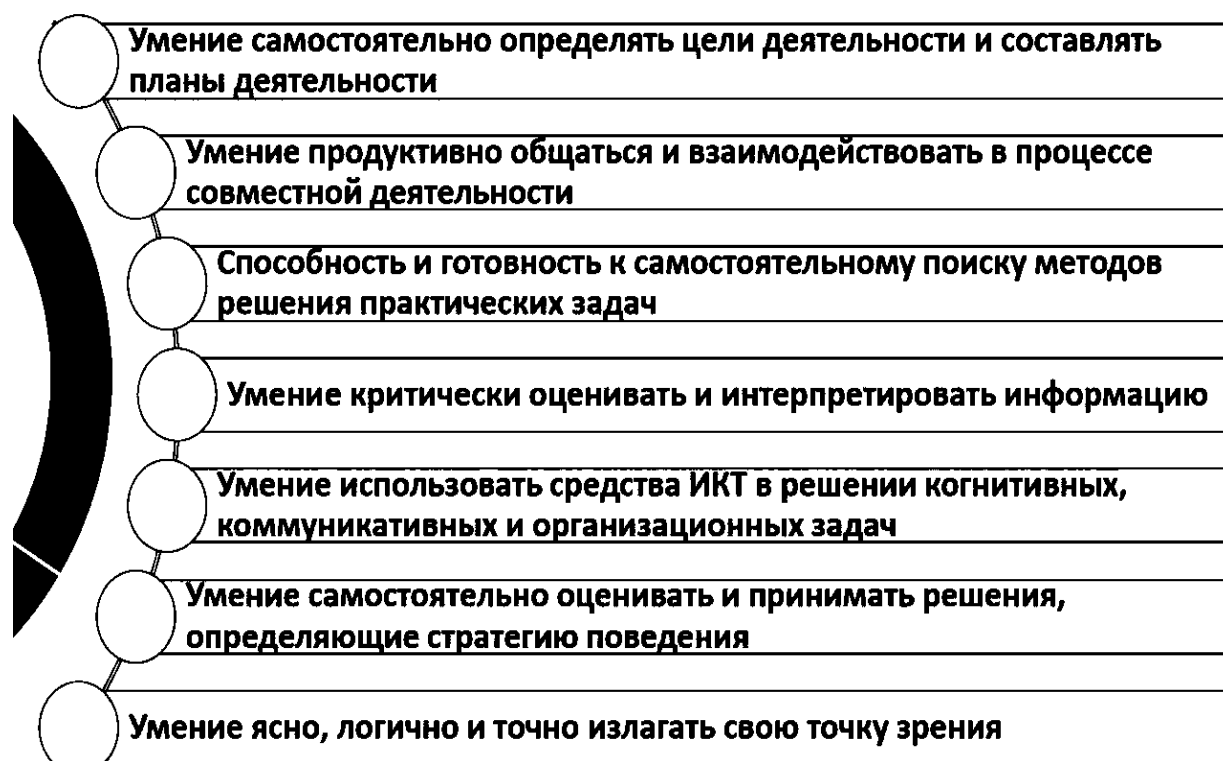 Умение самостоятельно определять цели деятельности и составлять
планы деятельности
Умение продуктивно общаться и взаимодействовать в процессе
совместной деятельности
Способность и готовность к самостоятельному поиску методов
решения практических задач
Умение критически оценивать и интерпретировать информацию
Умение использовать средства ИКТ в решении когнитивных,
коммуникативных и организационных задач
Умение самостоятельно оценивать и принимать решения,
определяющие стратегию поведения
Умение ясно, логично и точно излагать свою точку зрения